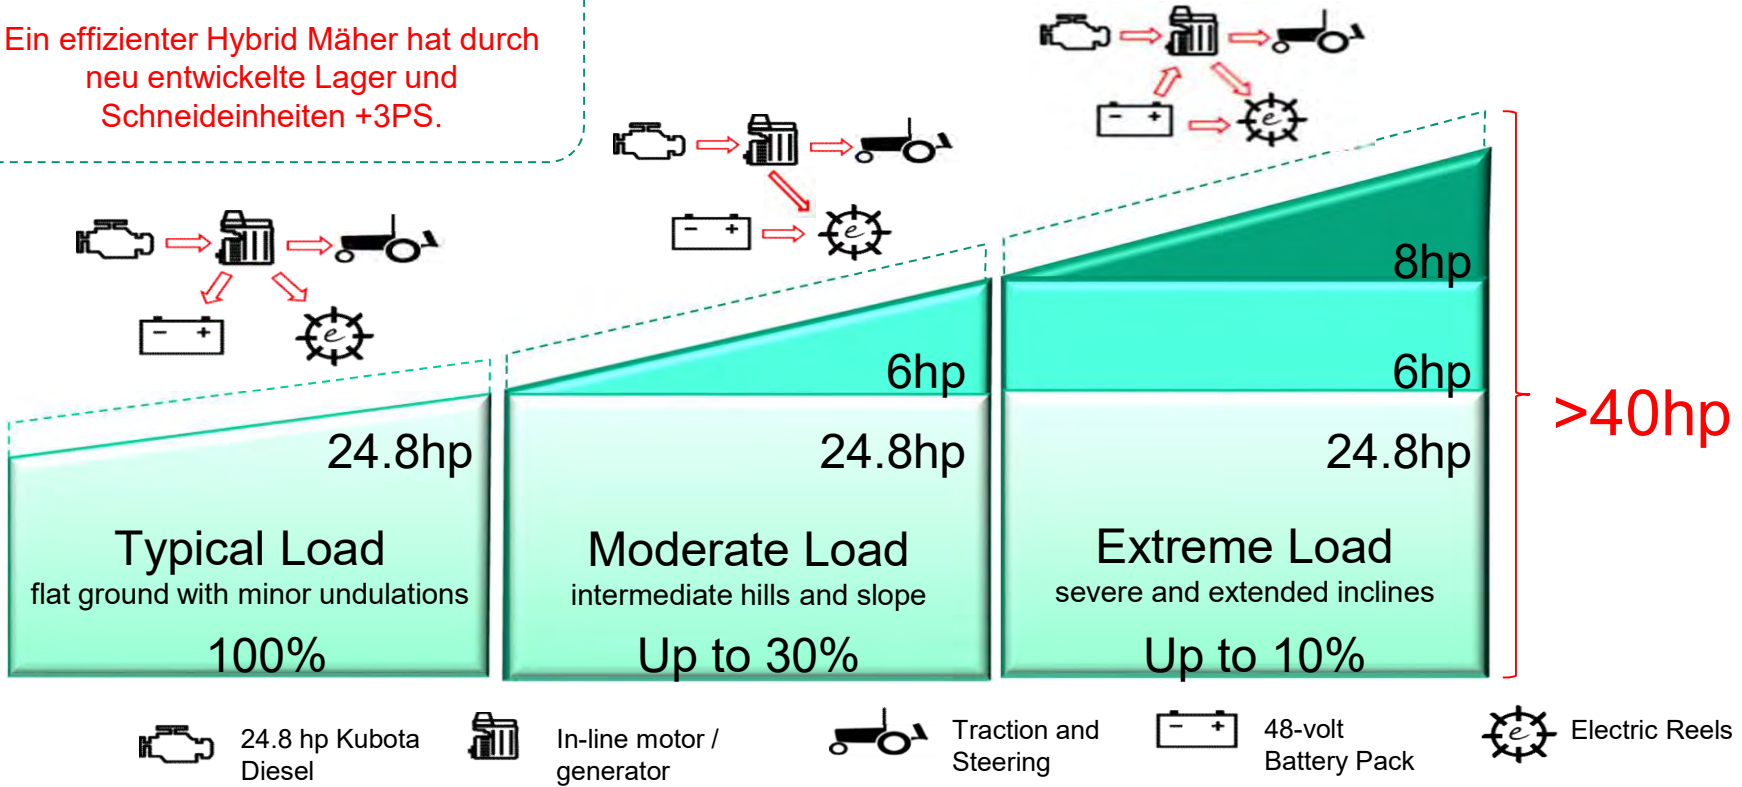 Ein effizienter Hybrid Mäher hat durch
neu entwickelte Lager und
Schneideinheiten +3PS.
24.8hp
Typical Load
flat ground with minor undulations
100%
6hp
24.8hp
Moderate Load
intermediate hills and slope
Up to 30%
8hp
6hp
24.8hp
Extreme Load
severe and extended inclines
Up to 10%
>40hp
24.8 hp Kubota
Diesel
In-line motor /
generator
Traction and
Steering
48-volt
Battery Pack
Electric Reels